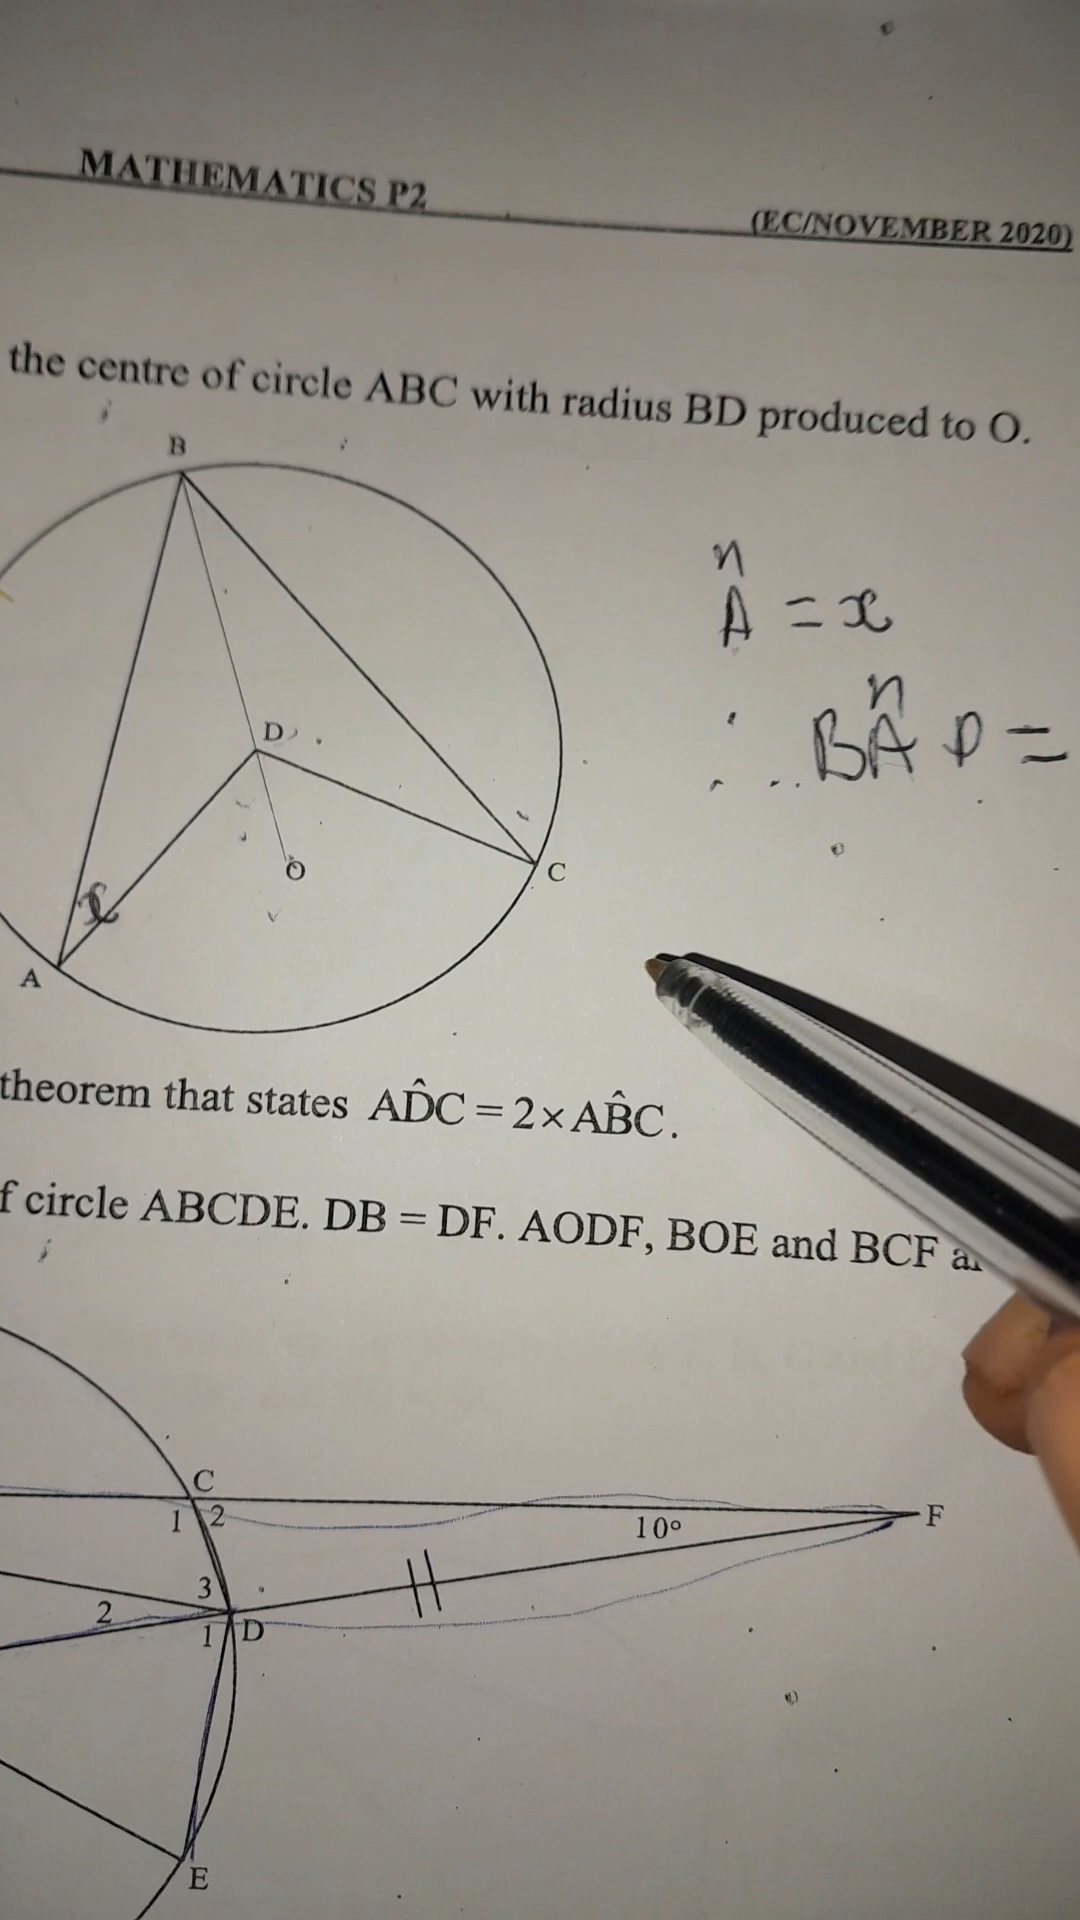 MATHEMATICS P2
(EC/NOVEMBER 2020)
the centre of circle ABC with radius BD produced to O.
B
D
O
C
A
x
Â = x
∴ BÂD =
theorem that states AD̂C = 2×AB̂C.
f circle ABCDE. DB = DF. AODF, BOE and BCF
C
1 2
10°
F
3
2
1 D
E